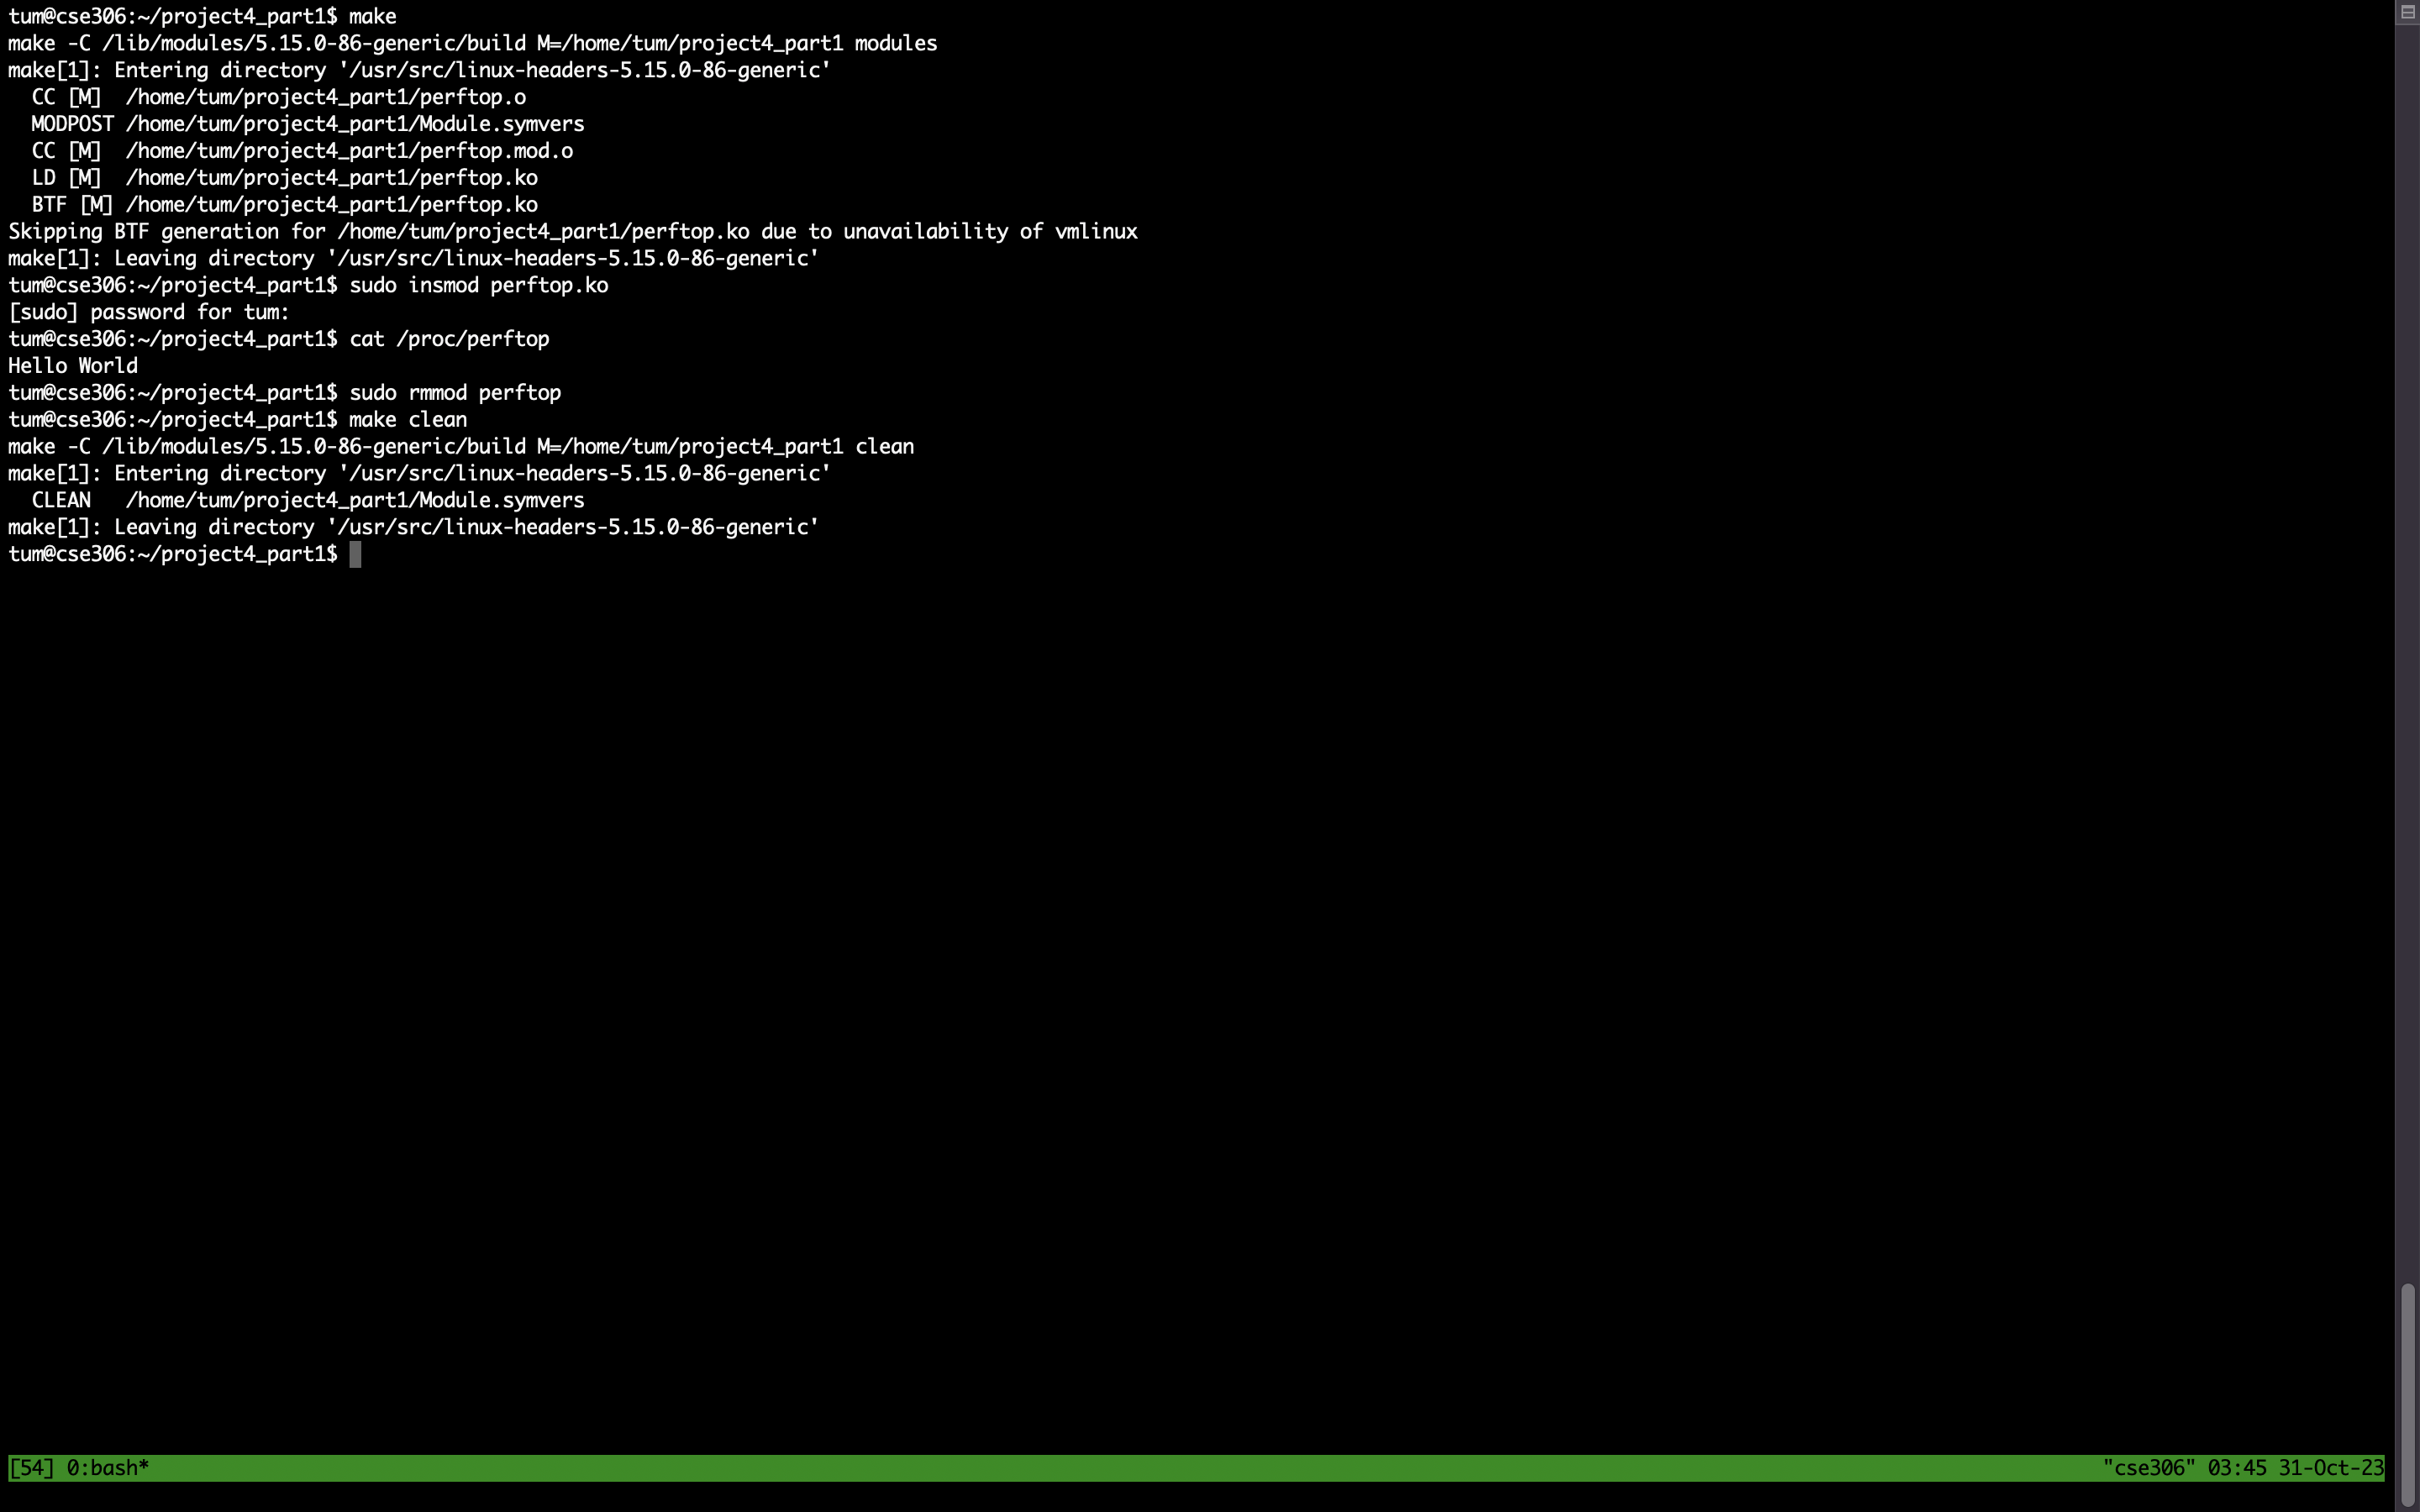 tum@cse306:~/project4_part1$ make
make -C /lib/modules/5.15.0-86-generic/build M=/home/tum/project4_part1 modules
make[1]: Entering directory '/usr/src/linux-headers-5.15.0-86-generic'
  CC [M]  /home/tum/project4_part1/perftop.o
  MODPOST /home/tum/project4_part1/Module.symvers
  CC [M]  /home/tum/project4_part1/perftop.mod.o
  LD [M]  /home/tum/project4_part1/perftop.ko
  BTF [M] /home/tum/project4_part1/perftop.ko
Skipping BTF generation for /home/tum/project4_part1/perftop.ko due to unavailability of vmlinux
make[1]: Leaving directory '/usr/src/linux-headers-5.15.0-86-generic'
tum@cse306:~/project4_part1$ sudo insmod perftop.ko
[sudo] password for tum:
tum@cse306:~/project4_part1$ cat /proc/perftop
Hello World
tum@cse306:~/project4_part1$ sudo rmmod perftop
tum@cse306:~/project4_part1$ make clean
make -C /lib/modules/5.15.0-86-generic/build M=/home/tum/project4_part1 clean
make[1]: Entering directory '/usr/src/linux-headers-5.15.0-86-generic'
  CLEAN   /home/tum/project4_part1/Module.symvers
make[1]: Leaving directory '/usr/src/linux-headers-5.15.0-86-generic'
tum@cse306:~/project4_part1$
[54] 0:bash* "cse306" 03:45 31-Oct-23